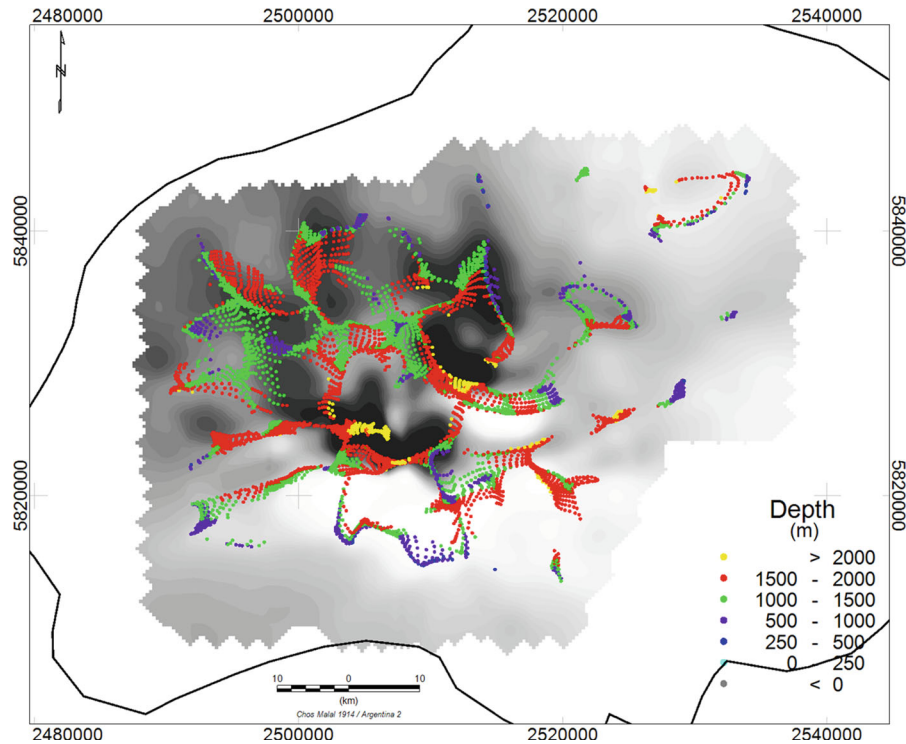 2480000 2500000 2520000 2540000
N
5840000 5840000
5820000 5820000
Depth
(m)
> 2000
1500 - 2000
1000 - 1500
500 - 1000
250 - 500
0 - 250
< 0
10 0 10
(km)
Chos Malal 1914 / Argentina 2
2480000 2500000 2520000 2540000